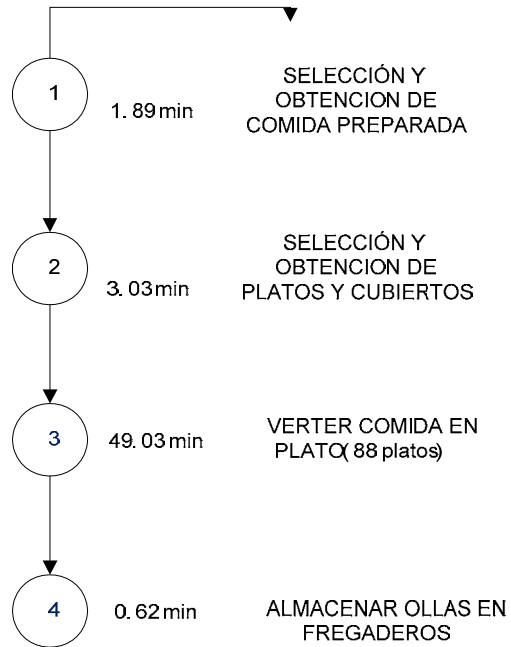 1
1.89 min
SELECCIÓN Y
OBTENCION DE
COMIDA PREPARADA
2
3.03 min
SELECCIÓN Y
OBTENCION DE
PLATOS Y CUBIERTOS
3
49.03 min
VERTER COMIDA EN
PLATO( 88 platos)
4
0.62 min
ALMACENAR OLLAS EN
FREGADEROS